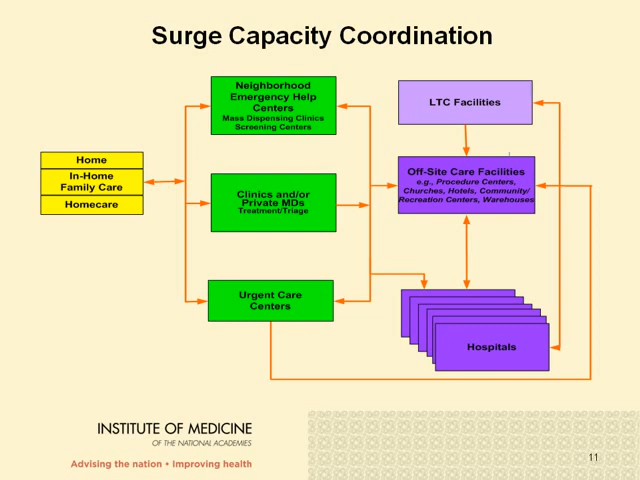 Surge Capacity Coordination
Neighborhood
Emergency Help
Centers
Mass Dispensing Clinics
Screening Centers
LTC Facilities
Home
In-Home
Family Care
Homecare
Off-Site Care Facilities
e.g., Procedure Centers,
Churches, Hotels, Community/
Recreation Centers, Warehouses
Clinics and/or
Private MDs
Treatment/Triage
Urgent Care
Centers
Hospitals
INSTITUTE OF MEDICINE
OF THE NATIONAL ACADEMIES
Advising the nation • Improving health
11